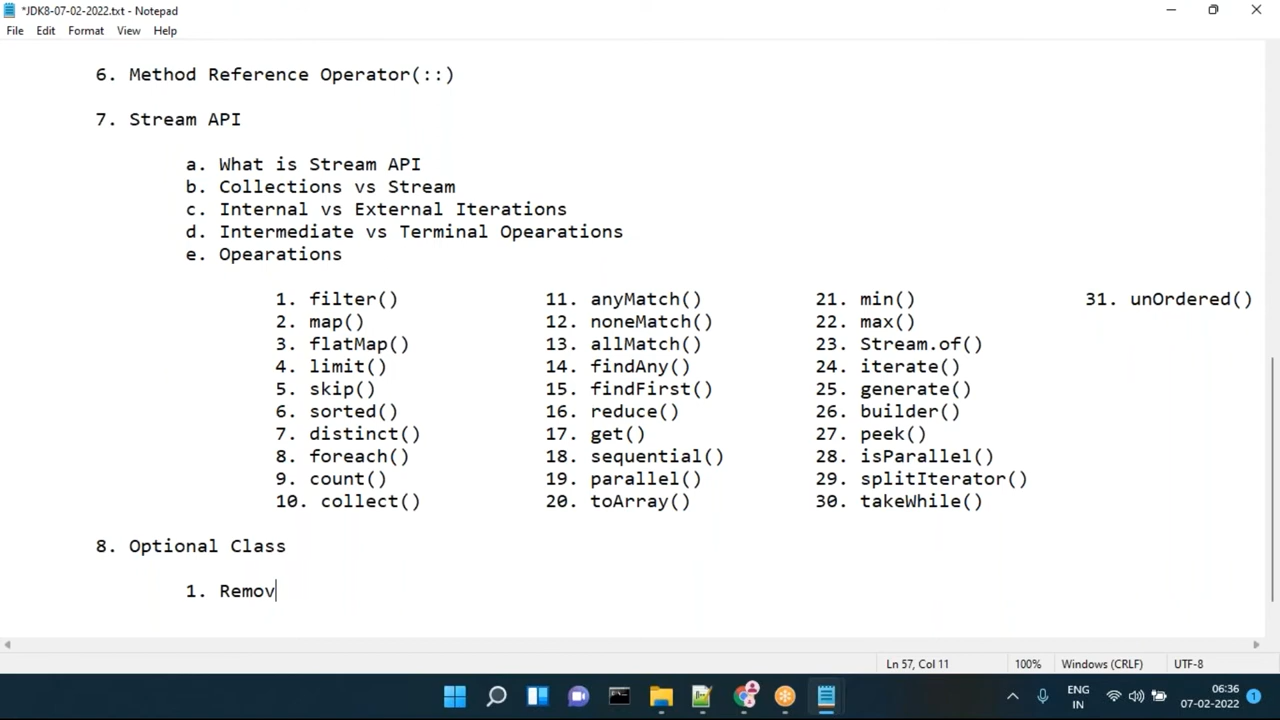 *JDK8-07-02-2022.txt - Notepad
File Edit Format View Help
6. Method Reference Operator(::)
7. Stream API
a. What is Stream API
b. Collections vs Stream
c. Internal vs External Iterations
d. Intermediate vs Terminal Opearations
e. Opearations
1. filter() 11. anyMatch() 21. min() 31. unOrdered()
2. map() 12. noneMatch() 22. max()
3. flatMap() 13. allMatch() 23. Stream.of()
4. limit() 14. findAny() 24. iterate()
5. skip() 15. findFirst() 25. generate()
6. sorted() 16. reduce() 26. builder()
7. distinct() 17. get() 27. peek()
8. foreach() 18. sequential() 28. isParallel()
9. count() 19. parallel() 29. splitIterator()
10. collect() 20. toArray() 30. takeWhile()
8. Optional Class
1. Remov
Ln 57, Col 11 100% Windows (CRLF) UTF-8
ENG 06:36
IN 07-02-2022 1